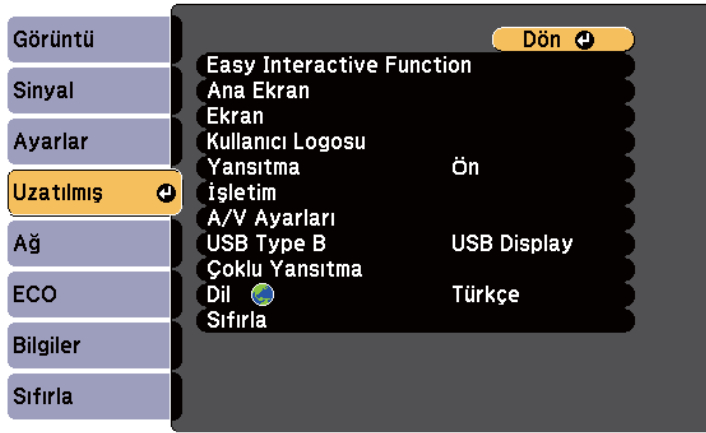 Görüntü
Sinyal
Ayarlar
Uzatılmış
Ağ
ECO
Bilgiler
Sıfırla
Dön
Easy Interactive Function
Ana Ekran
Ekran
Kullanıcı Logosu
Yansıtma Ön
İşletim
A/V Ayarları
USB Type B USB Display
Çoklu Yansıtma
Dil Türkçe
Sıfırla